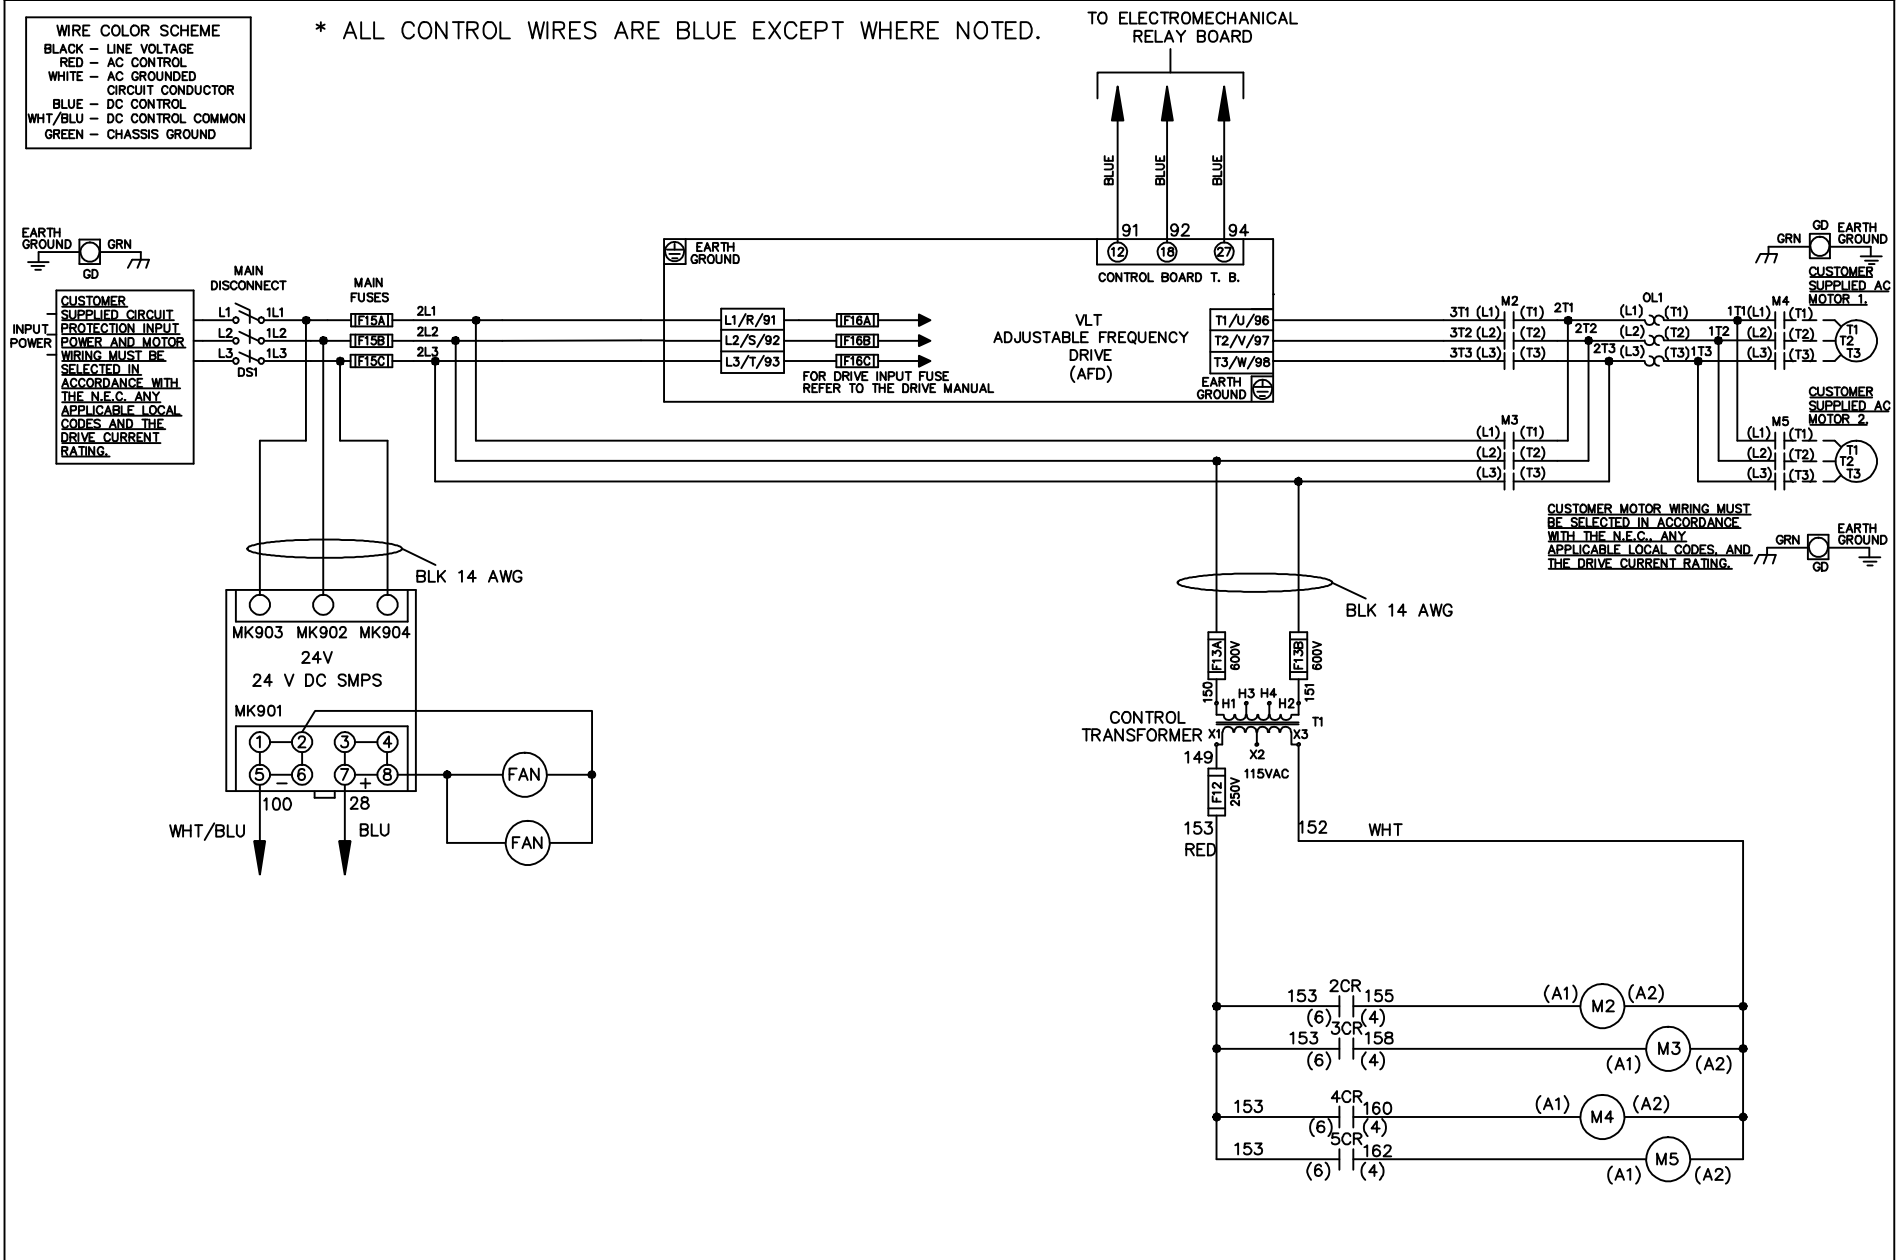 WIRE COLOR SCHEME
BLACK – LINE VOLTAGE
RED – AC CONTROL
WHITE – AC GROUNDED
CIRCUIT CONDUCTOR
BLUE – DC CONTROL
WHT/BLU – DC CONTROL COMMON
GREEN – CHASSIS GROUND
* ALL CONTROL WIRES ARE BLUE EXCEPT WHERE NOTED.
TO ELECTROMECHANICAL
RELAY BOARD
BLUE
BLUE
BLUE
91 92 94
12 18 27
CONTROL BOARD T. B.
EARTH
GROUND
GRN
GD
INPUT
POWER
CUSTOMER
SUPPLIED CIRCUIT
PROTECTION INPUT
POWER AND MOTOR
WIRING MUST BE
SELECTED IN
ACCORDANCE WITH
THE N.E.C. ANY
APPLICABLE LOCAL
CODES AND THE
DRIVE CURRENT
RATING.
MAIN
DISCONNECT
L1 1L1
L2 1L2
L3 1L3
DS1
MAIN
FUSES
F15A 2L1
F15B 2L2
F15C 2L3
EARTH
GROUND
L1/R/91 F16A
L2/S/92 F16B
L3/T/93 F16C
FOR DRIVE INPUT FUSE
REFER TO THE DRIVE MANUAL
VLT
ADJUSTABLE FREQUENCY
DRIVE
(AFD)
T1/U/96
T2/V/97
T3/W/98
EARTH
GROUND
M2
3T1 (L1) (T1) 2T1
3T2 (L2) (T2) 2T2
3T3 (L3) (T3) 2T3
OL1
(L1) (T1) 1T1
(L2) (T2) 1T2
(L3) (T3) 1T3
M4
(L1) (T1)
(L2) (T2)
(L3) (T3)
T1
T2
T3
GD
GRN
EARTH
GROUND
CUSTOMER
SUPPLIED AC
MOTOR 1.
M3
(L1) (T1)
(L2) (T2)
(L3) (T3)
M5
(L1) (T1)
(L2) (T2)
(L3) (T3)
T1
T2
T3
CUSTOMER
SUPPLIED AC
MOTOR 2.
CUSTOMER MOTOR WIRING MUST
BE SELECTED IN ACCORDANCE
WITH THE N.E.C., ANY
APPLICABLE LOCAL CODES, AND
THE DRIVE CURRENT RATING.
GRN
EARTH
GROUND
GD
BLK 14 AWG
MK903 MK902 MK904
24V
24 V DC SMPS
MK901
1 2 3 4
5 – 6 7 + 8
100 28
WHT/BLU BLU
FAN
FAN
BLK 14 AWG
F13A 600V
F13B 600V
150 151
H1 H3 H4 H2
T1
CONTROL
TRANSFORMER
X1 X2 X3
149
115VAC
F12 250V
153
RED
152 WHT
153 2CR 155 (A1) M2 (A2)
(6) (4)
153 3CR 158 M3
(6) (4) (A1) (A2)
153 4CR 160 (A1) M4 (A2)
(6) (4)
153 5CR 162 M5
(6) (4) (A1) (A2)